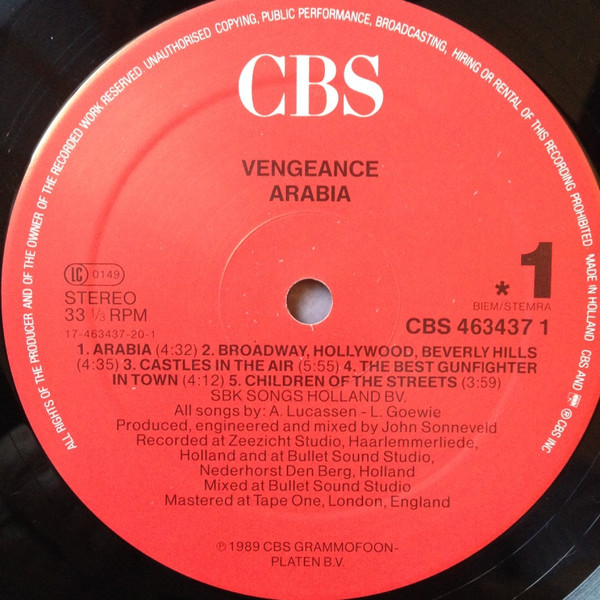 ALL RIGHTS OF THE PRODUCER AND OF THE OWNER OF THE RECORDED WORK RESERVED. UNAUTHORISED COPYING, PUBLIC PERFORMANCE, BROADCASTING, HIRING OR RENTAL OF THIS RECORDING PROHIBITED MADE IN HOLLAND CBS AND ® CBS INC
CBS
VENGEANCE
ARABIA
LC 0149
STEREO
33 1/3 RPM
17-463437-20-1
* 1
BIEM/STEMRA
CBS 463437 1
1. ARABIA (4:32) 2. BROADWAY, HOLLYWOOD, BEVERLY HILLS
(4:35) 3. CASTLES IN THE AIR (5:55) 4. THE BEST GUNFIGHTER
IN TOWN (4:12) 5. CHILDREN OF THE STREETS (3:59)
SBK SONGS HOLLAND BV.
All songs by: A. Lucassen - L. Goewie
Produced, engineered and mixed by John Sonneveld
Recorded at Zeezicht Studio, Haarlemmerliede,
Holland and at Bullet Sound Studio,
Nederhorst Den Berg, Holland
Mixed at Bullet Sound Studio
Mastered at Tape One, London, England
℗ 1989 CBS GRAMMOFOON-
PLATEN B.V.